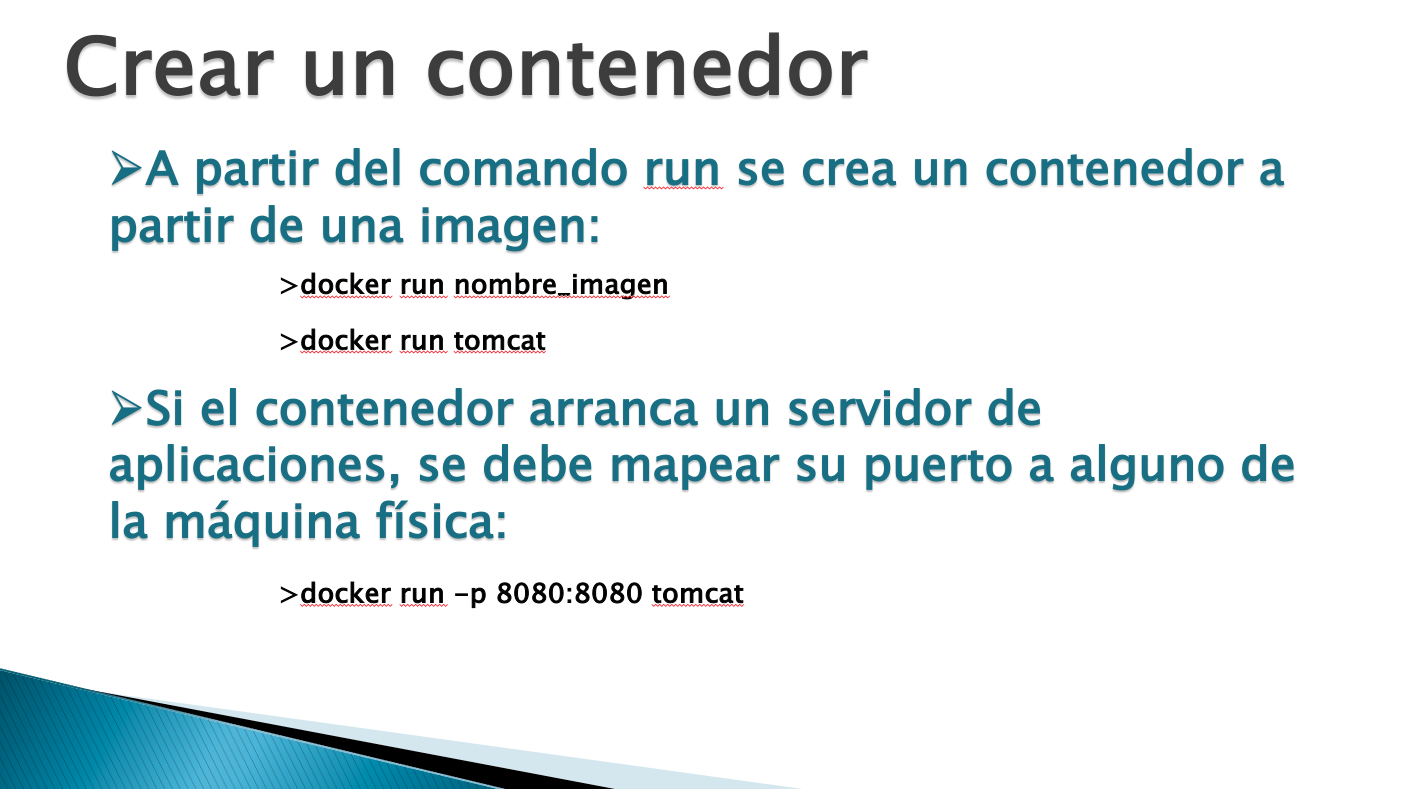 Crear un contenedor
➢A partir del comando run se crea un contenedor a
partir de una imagen:
>docker run nombre_imagen
>docker run tomcat
➢Si el contenedor arranca un servidor de
aplicaciones, se debe mapear su puerto a alguno de
la máquina física:
>docker run –p 8080:8080 tomcat